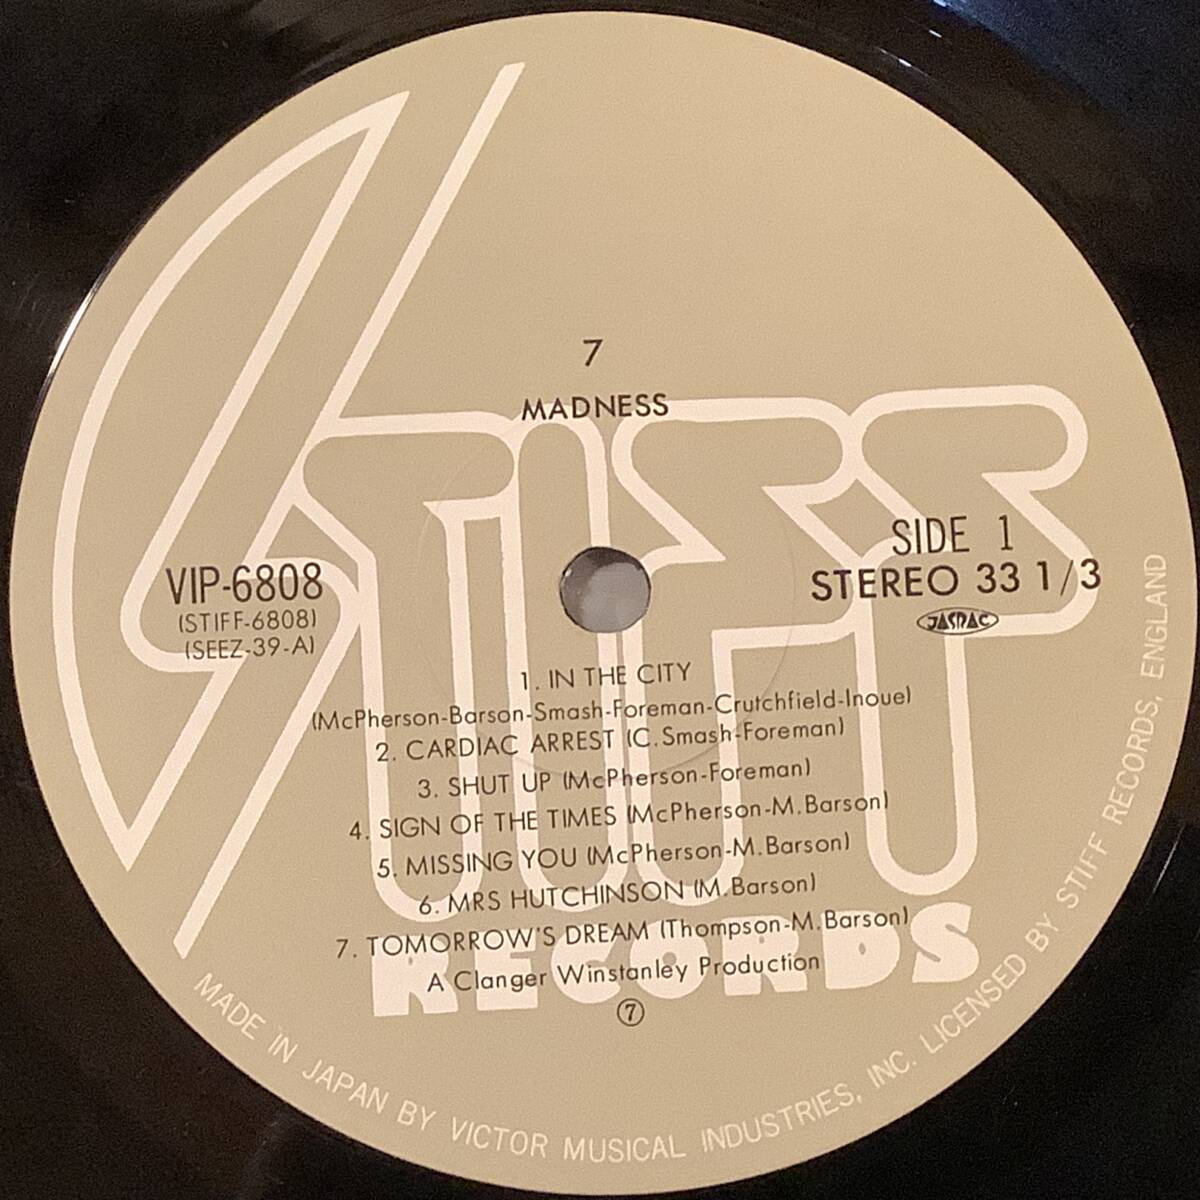 7
MADNESS
STIFF
RECORDS
VIP-6808
(STIFF-6808)
(SEEZ-39-A)
SIDE 1
STEREO 33 1/3
JASRAC
1. IN THE CITY
(McPherson-Barson-Smash-Foreman-Crutchfield-Inoue)
2. CARDIAC ARREST (C.Smash-Foreman)
3. SHUT UP (McPherson-Foreman)
4. SIGN OF THE TIMES (McPherson-M.Barson)
5. MISSING YOU (McPherson-M.Barson)
6. MRS HUTCHINSON (M.Barson)
7. TOMORROW'S DREAM (Thompson-M.Barson)
A Clanger Winstanley Production
⑦
MADE IN JAPAN BY VICTOR MUSICAL INDUSTRIES, INC. LICENSED BY STIFF RECORDS, ENGLAND